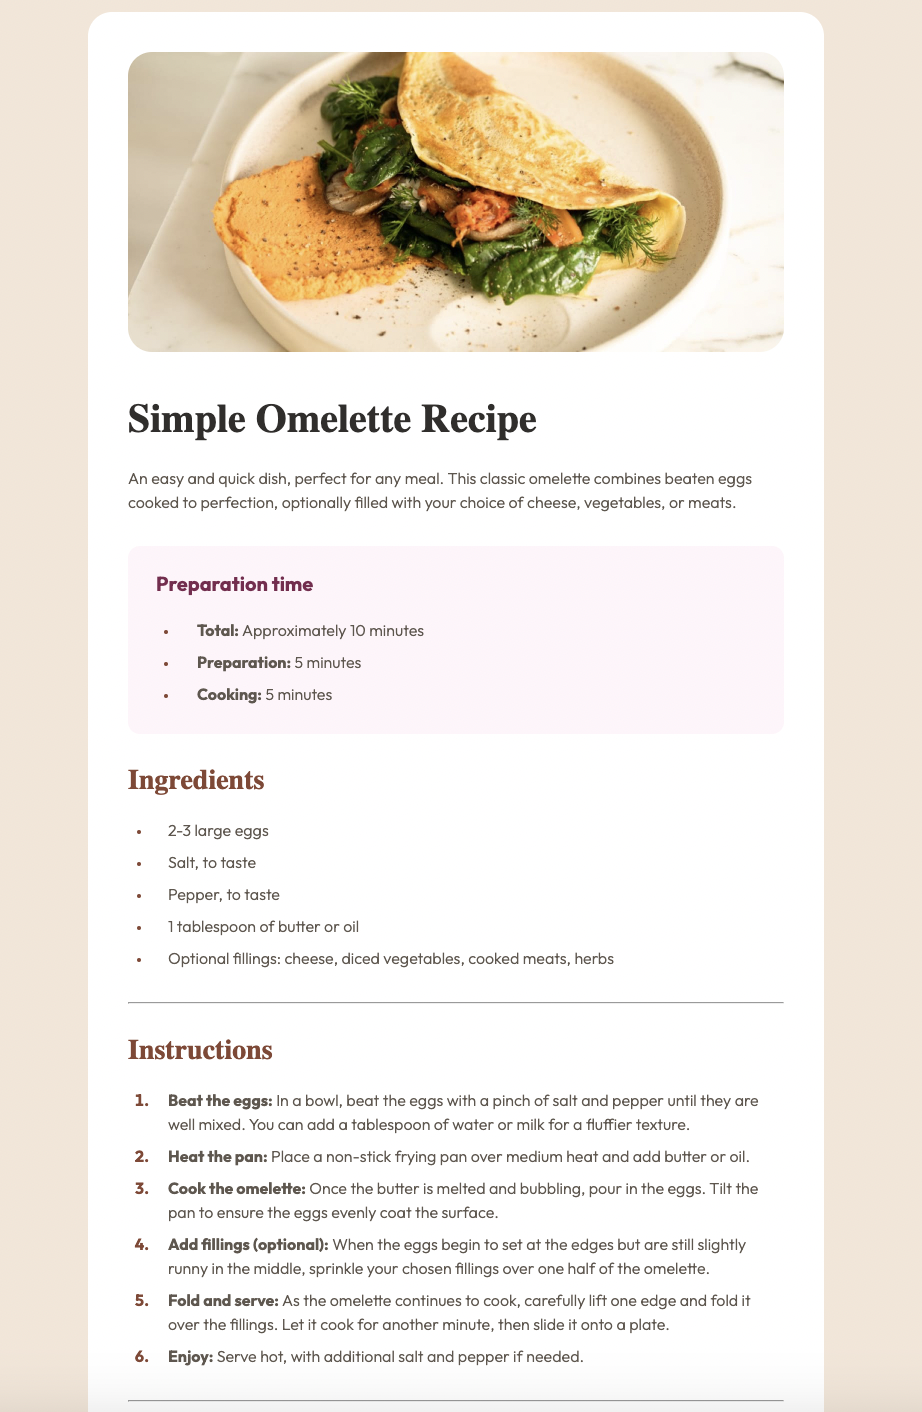 Simple Omelette Recipe
An easy and quick dish, perfect for any meal. This classic omelette combines beaten eggs
cooked to perfection, optionally filled with your choice of cheese, vegetables, or meats.
Preparation time
• Total: Approximately 10 minutes
• Preparation: 5 minutes
• Cooking: 5 minutes
Ingredients
• 2-3 large eggs
• Salt, to taste
• Pepper, to taste
• 1 tablespoon of butter or oil
• Optional fillings: cheese, diced vegetables, cooked meats, herbs
Instructions
1. Beat the eggs: In a bowl, beat the eggs with a pinch of salt and pepper until they are
well mixed. You can add a tablespoon of water or milk for a fluffier texture.
2. Heat the pan: Place a non-stick frying pan over medium heat and add butter or oil.
3. Cook the omelette: Once the butter is melted and bubbling, pour in the eggs. Tilt the
pan to ensure the eggs evenly coat the surface.
4. Add fillings (optional): When the eggs begin to set at the edges but are still slightly
runny in the middle, sprinkle your chosen fillings over one half of the omelette.
5. Fold and serve: As the omelette continues to cook, carefully lift one edge and fold it
over the fillings. Let it cook for another minute, then slide it onto a plate.
6. Enjoy: Serve hot, with additional salt and pepper if needed.